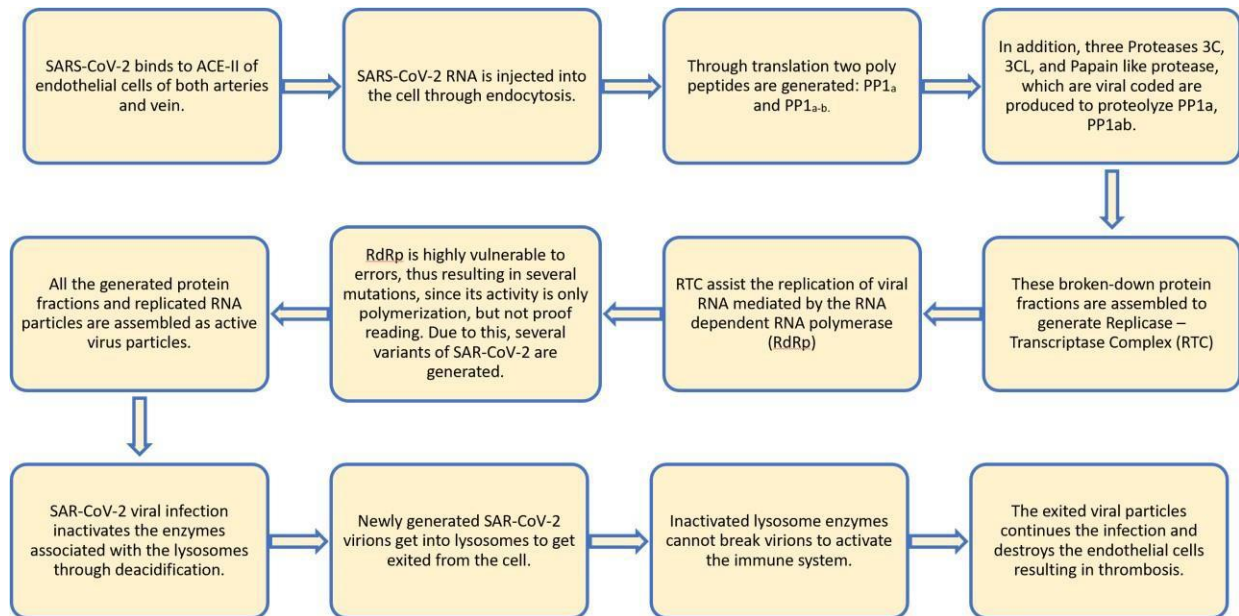 SARS-CoV-2 binds to ACE-II of
endothelial cells of both arteries and
vein.
SARS-CoV-2 RNA is injected into
the cell through endocytosis.
Through translation two poly
peptides are generated: PP1a
and PP1a-b.
In addition, three Proteases 3C,
3CL, and Papain like protease,
which are viral coded are
produced to proteolyze PP1a,
PP1ab.
These broken-down protein
fractions are assembled to
generate Replicase –
Transcriptase Complex (RTC)
RTC assist the replication of viral
RNA mediated by the RNA
dependent RNA polymerase
(RdRp)
RdRp is highly vulnerable to
errors, thus resulting in several
mutations, since its activity is only
polymerization, but not proof
reading. Due to this, several
variants of SAR-CoV-2 are
generated.
All the generated protein
fractions and replicated RNA
particles are assembled as active
virus particles.
SAR-CoV-2 viral infection
inactivates the enzymes
associated with the lysosomes
through deacidification.
Newly generated SAR-CoV-2
virions get into lysosomes to get
exited from the cell.
Inactivated lysosome enzymes
cannot break virions to activate
the immune system.
The exited viral particles
continues the infection and
destroys the endothelial cells
resulting in thrombosis.